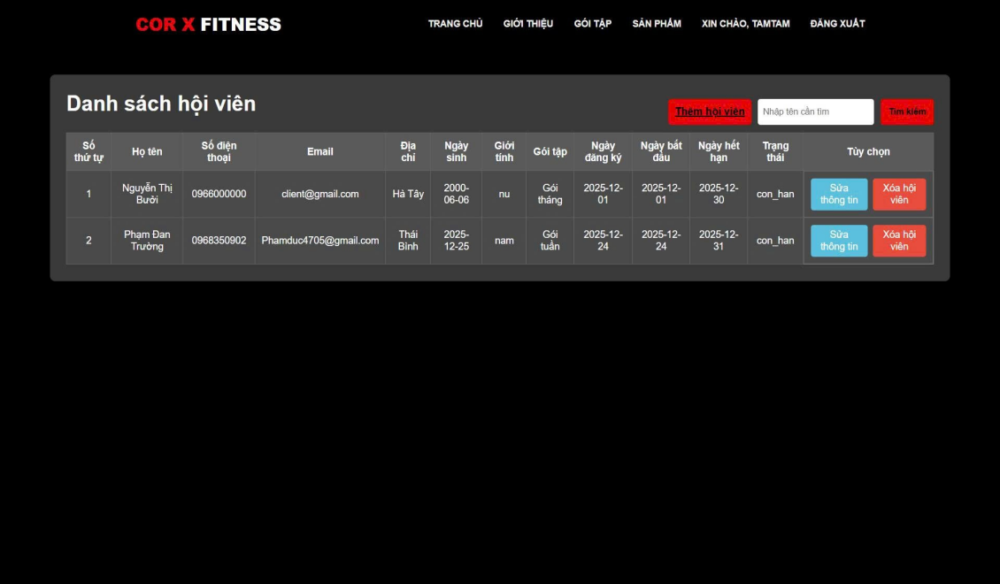 COR X FITNESS
TRANG CHỦ GIỚI THIỆU GÓI TẬP SẢN PHẨM XIN CHÀO, TAMTAM ĐĂNG XUẤT
Danh sách hội viên
Thêm hội viên Nhập tên cần tìm Tìm kiếm
Số thứ tự Họ tên Số điện thoại Email Địa chỉ Ngày sinh Giới tính Gói tập Ngày đăng ký Ngày bắt đầu Ngày hết hạn Trạng thái Tùy chọn
1 Nguyễn Thị Bưởi 0966000000 client@gmail.com Hà Tây 2000-06-06 nu Gói tháng 2025-12-01 2025-12-01 2025-12-30 con_han Sửa thông tin Xóa hội viên
2 Phạm Đan Trường 0968350902 Phamduc4705@gmail.com Thái Bình 2025-12-25 nam Gói tuần 2025-12-24 2025-12-24 2025-12-31 con_han Sửa thông tin Xóa hội viên